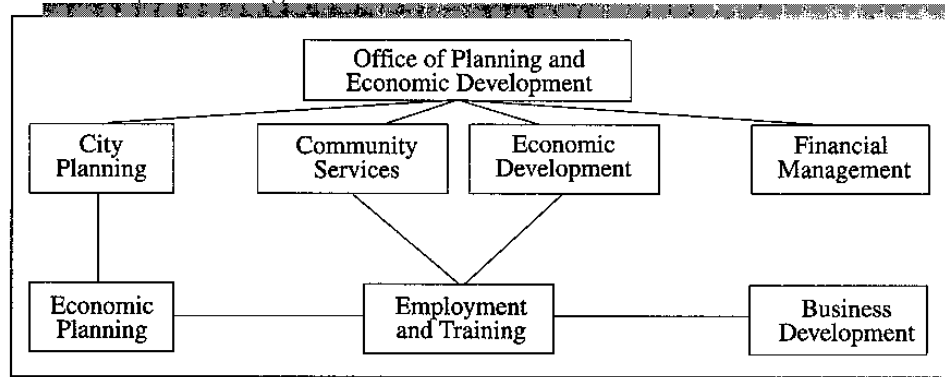 Office of Planning and
Economic Development
City
Planning
Community
Services
Economic
Development
Financial
Management
Economic
Planning
Employment
and Training
Business
Development